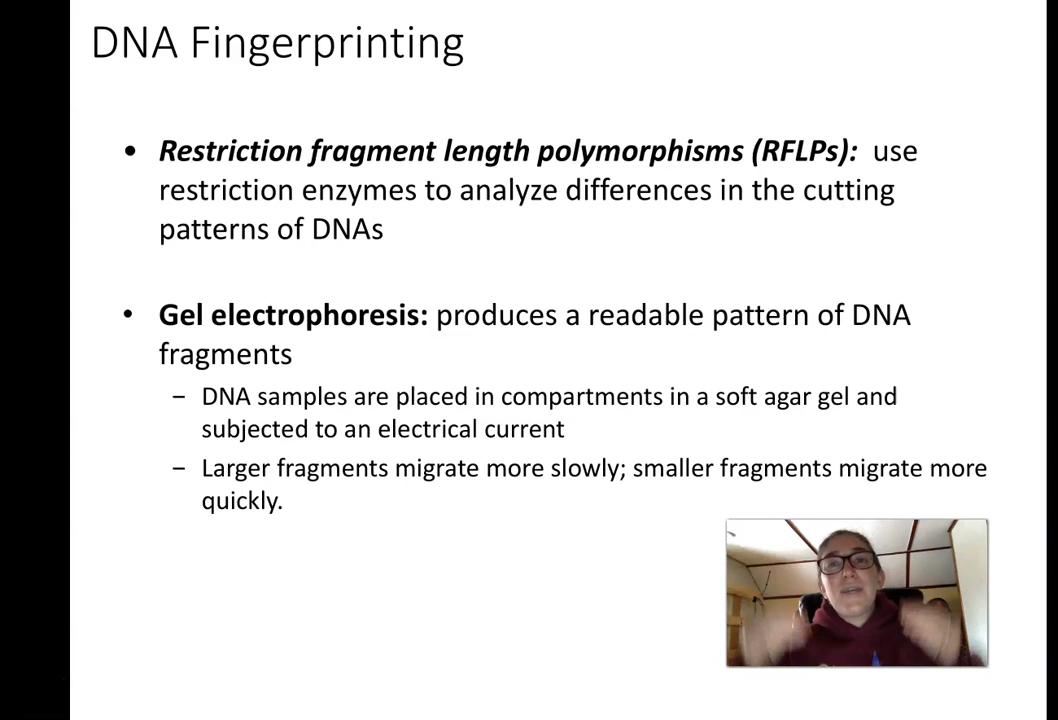 DNA Fingerprinting
• Restriction fragment length polymorphisms (RFLPs): use
restriction enzymes to analyze differences in the cutting
patterns of DNAs
• Gel electrophoresis: produces a readable pattern of DNA
fragments
– DNA samples are placed in compartments in a soft agar gel and
subjected to an electrical current
– Larger fragments migrate more slowly; smaller fragments migrate more
quickly.